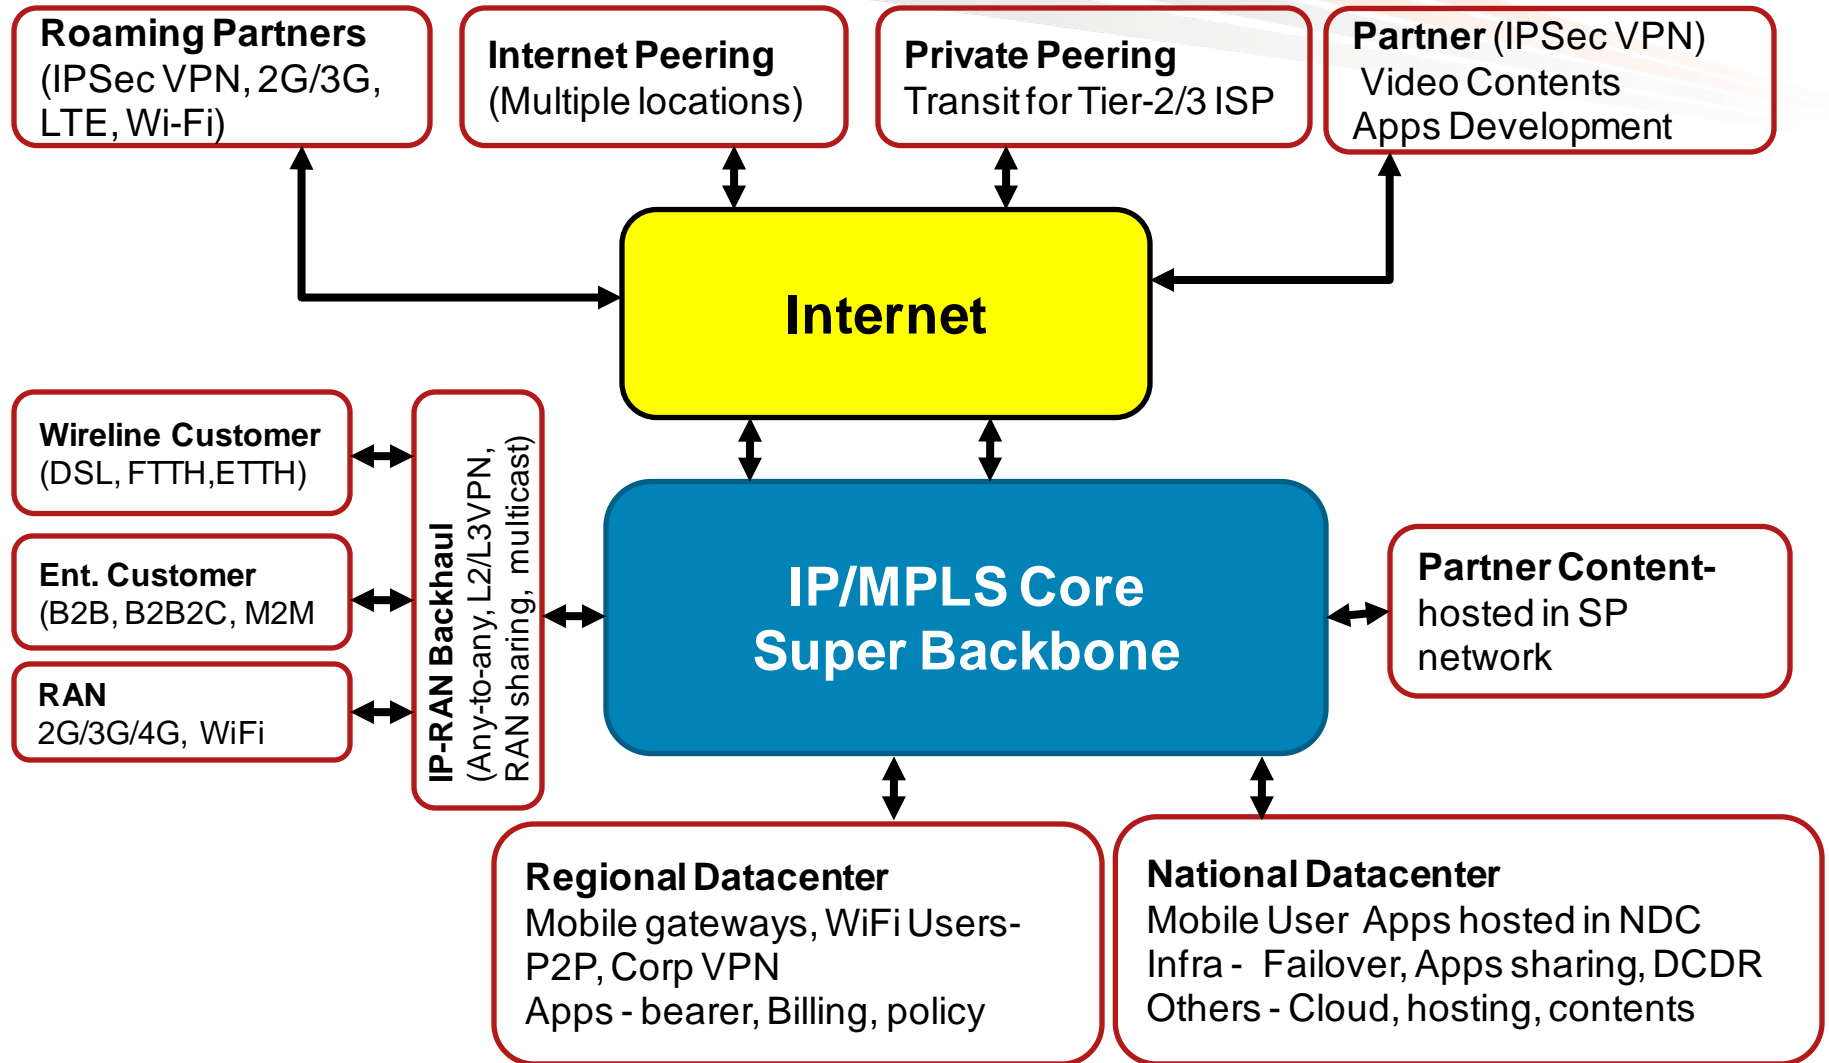 Roaming Partners
(IPSec VPN, 2G/3G,
LTE, Wi-Fi)
Internet Peering
(Multiple locations)
Private Peering
Transit for Tier-2/3 ISP
Partner (IPSec VPN)
Video Contents
Apps Development
Internet
Wireline Customer
(DSL, FTTH,ETTH)
Ent. Customer
(B2B, B2B2C, M2M
RAN
2G/3G/4G, WiFi
IP-RAN Backhaul
(Any-to-any, L2/L3VPN,
RAN sharing, multicast)
IP/MPLS Core
Super Backbone
Partner Content-
hosted in SP
network
Regional Datacenter
Mobile gateways, WiFi Users-
P2P, Corp VPN
Apps - bearer, Billing, policy
National Datacenter
Mobile User Apps hosted in NDC
Infra - Failover, Apps sharing, DCDR
Others - Cloud, hosting, contents